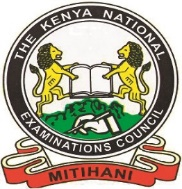 THE KENYA NATIONAL
EXAMINATIONS COUNCIL
MITIHANI